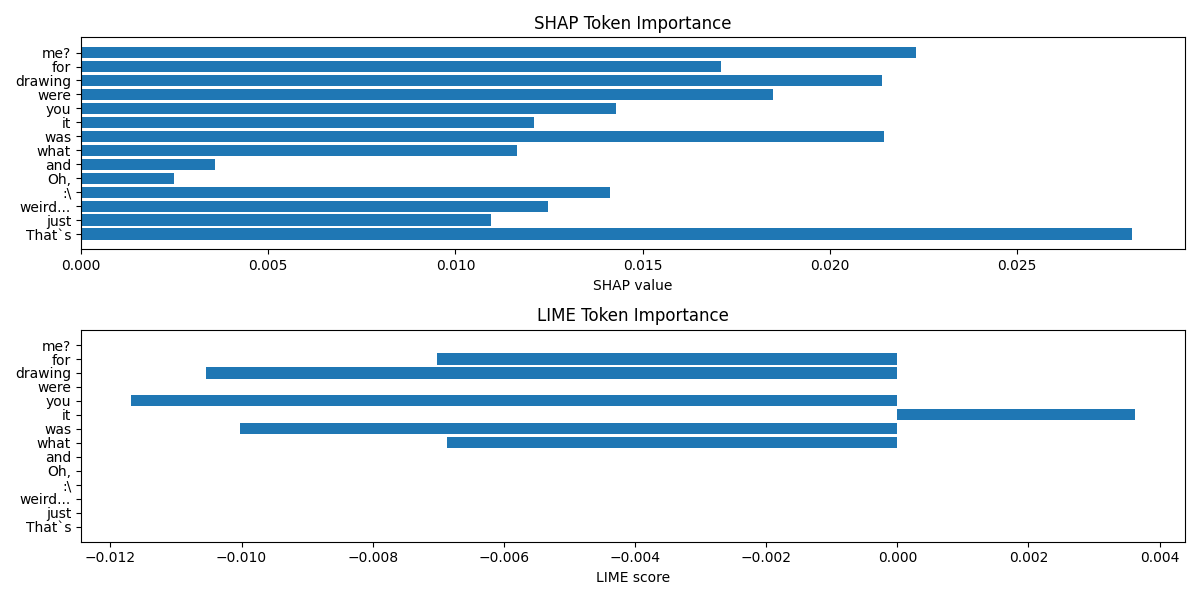 SHAP Token Importance
me?
for
drawing
were
you
it
was
what
and
Oh,
:\
weird...
just
That`s
0.000 0.005 0.010 0.015 0.020 0.025
SHAP value
LIME Token Importance
me?
for
drawing
were
you
it
was
what
and
Oh,
:\
weird...
just
That`s
−0.012 −0.010 −0.008 −0.006 −0.004 −0.002 0.000 0.002 0.004
LIME score